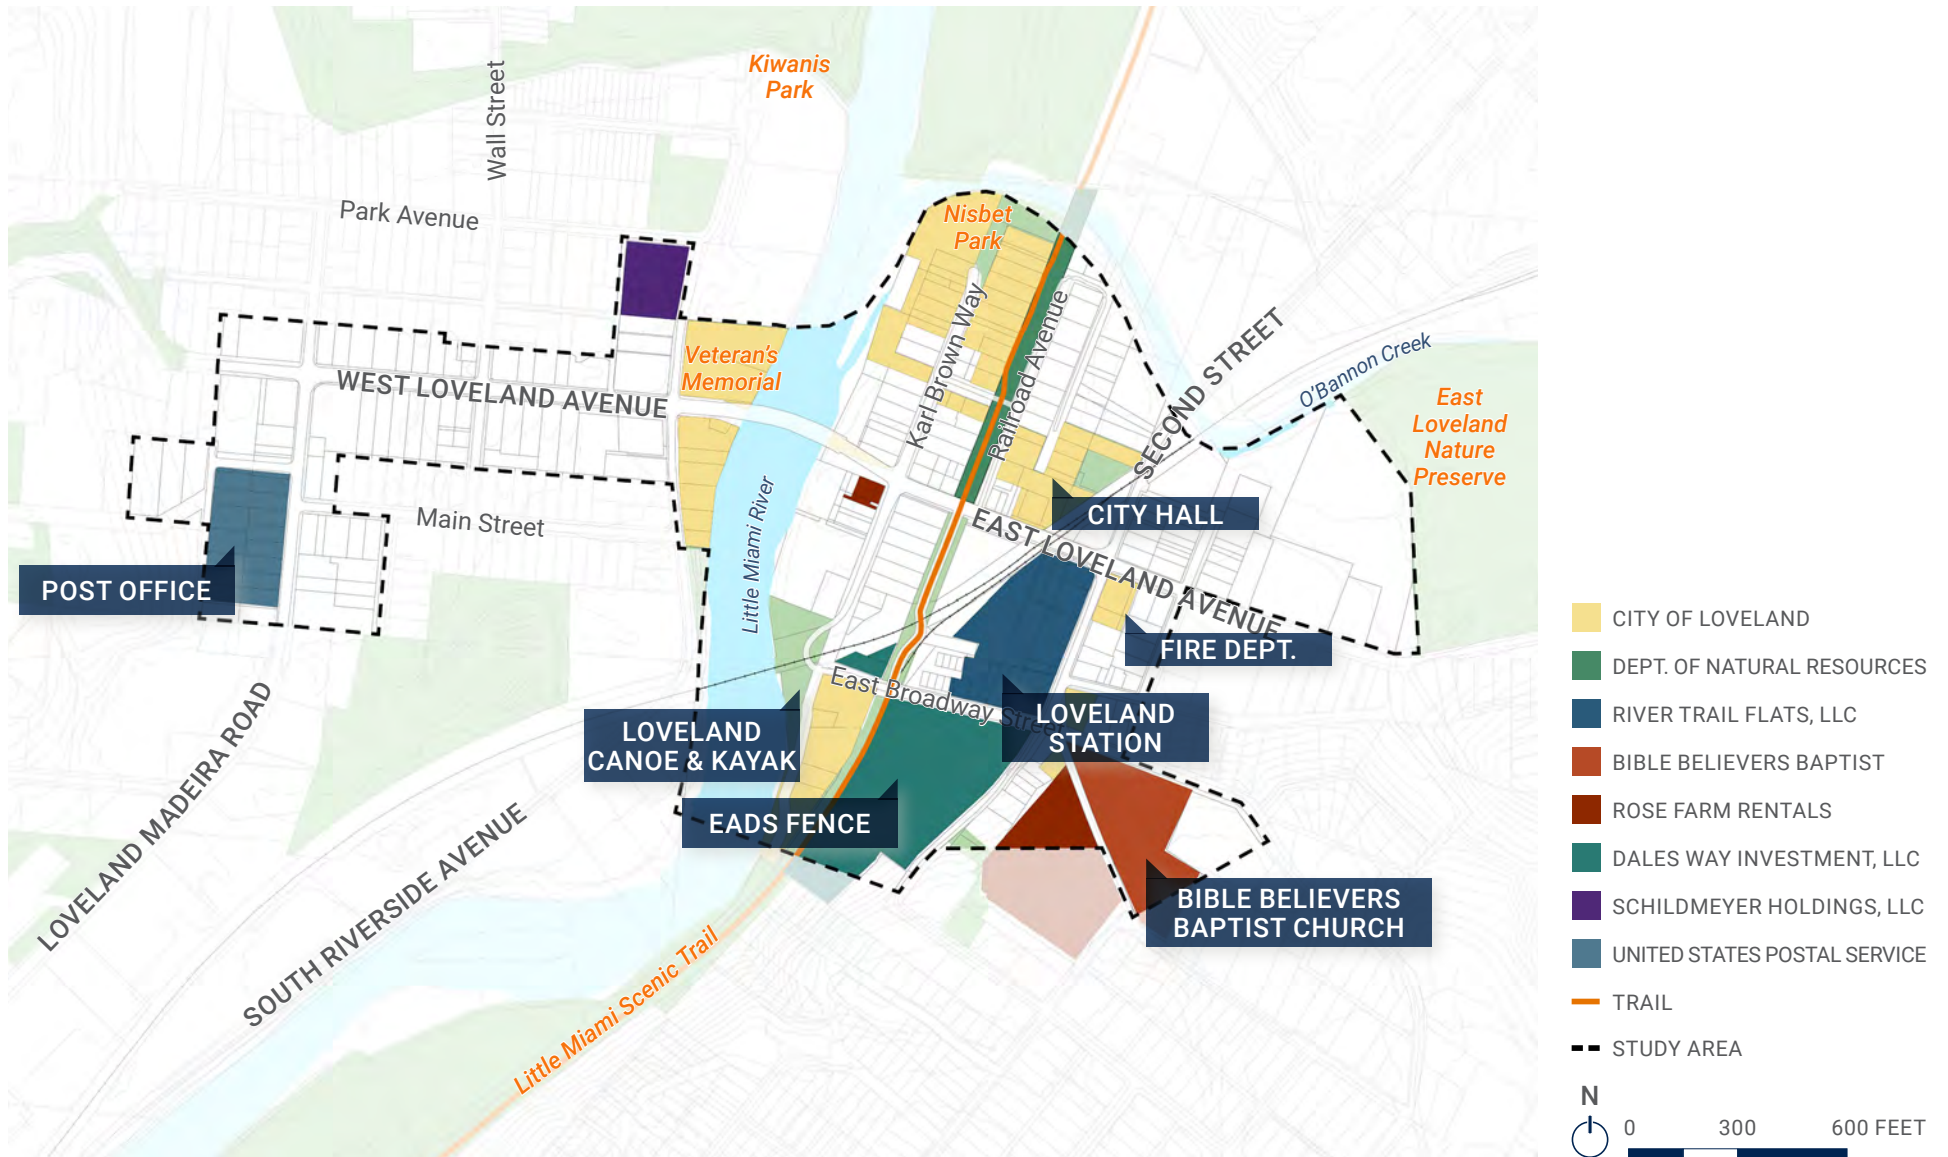 Kiwanis
Park
Wall Street
Park Avenue
Nisbet
Park
Veteran's
Memorial
WEST LOVELAND AVENUE
Karl Brown Way
Railroad Avenue
SECOND STREET
O'Bannon Creek
East
Loveland
Nature
Preserve
Main Street
Little Miami River
CITY HALL
EAST LOVELAND AVENUE
POST OFFICE
FIRE DEPT.
East Broadway Street
LOVELAND
CANOE & KAYAK
LOVELAND
STATION
EADS FENCE
LOVELAND MADEIRA ROAD
SOUTH RIVERSIDE AVENUE
BIBLE BELIEVERS
BAPTIST CHURCH
Little Miami Scenic Trail
CITY OF LOVELAND
DEPT. OF NATURAL RESOURCES
RIVER TRAIL FLATS, LLC
BIBLE BELIEVERS BAPTIST
ROSE FARM RENTALS
DALES WAY INVESTMENT, LLC
SCHILDMEYER HOLDINGS, LLC
UNITED STATES POSTAL SERVICE
TRAIL
STUDY AREA
N
0 300 600 FEET